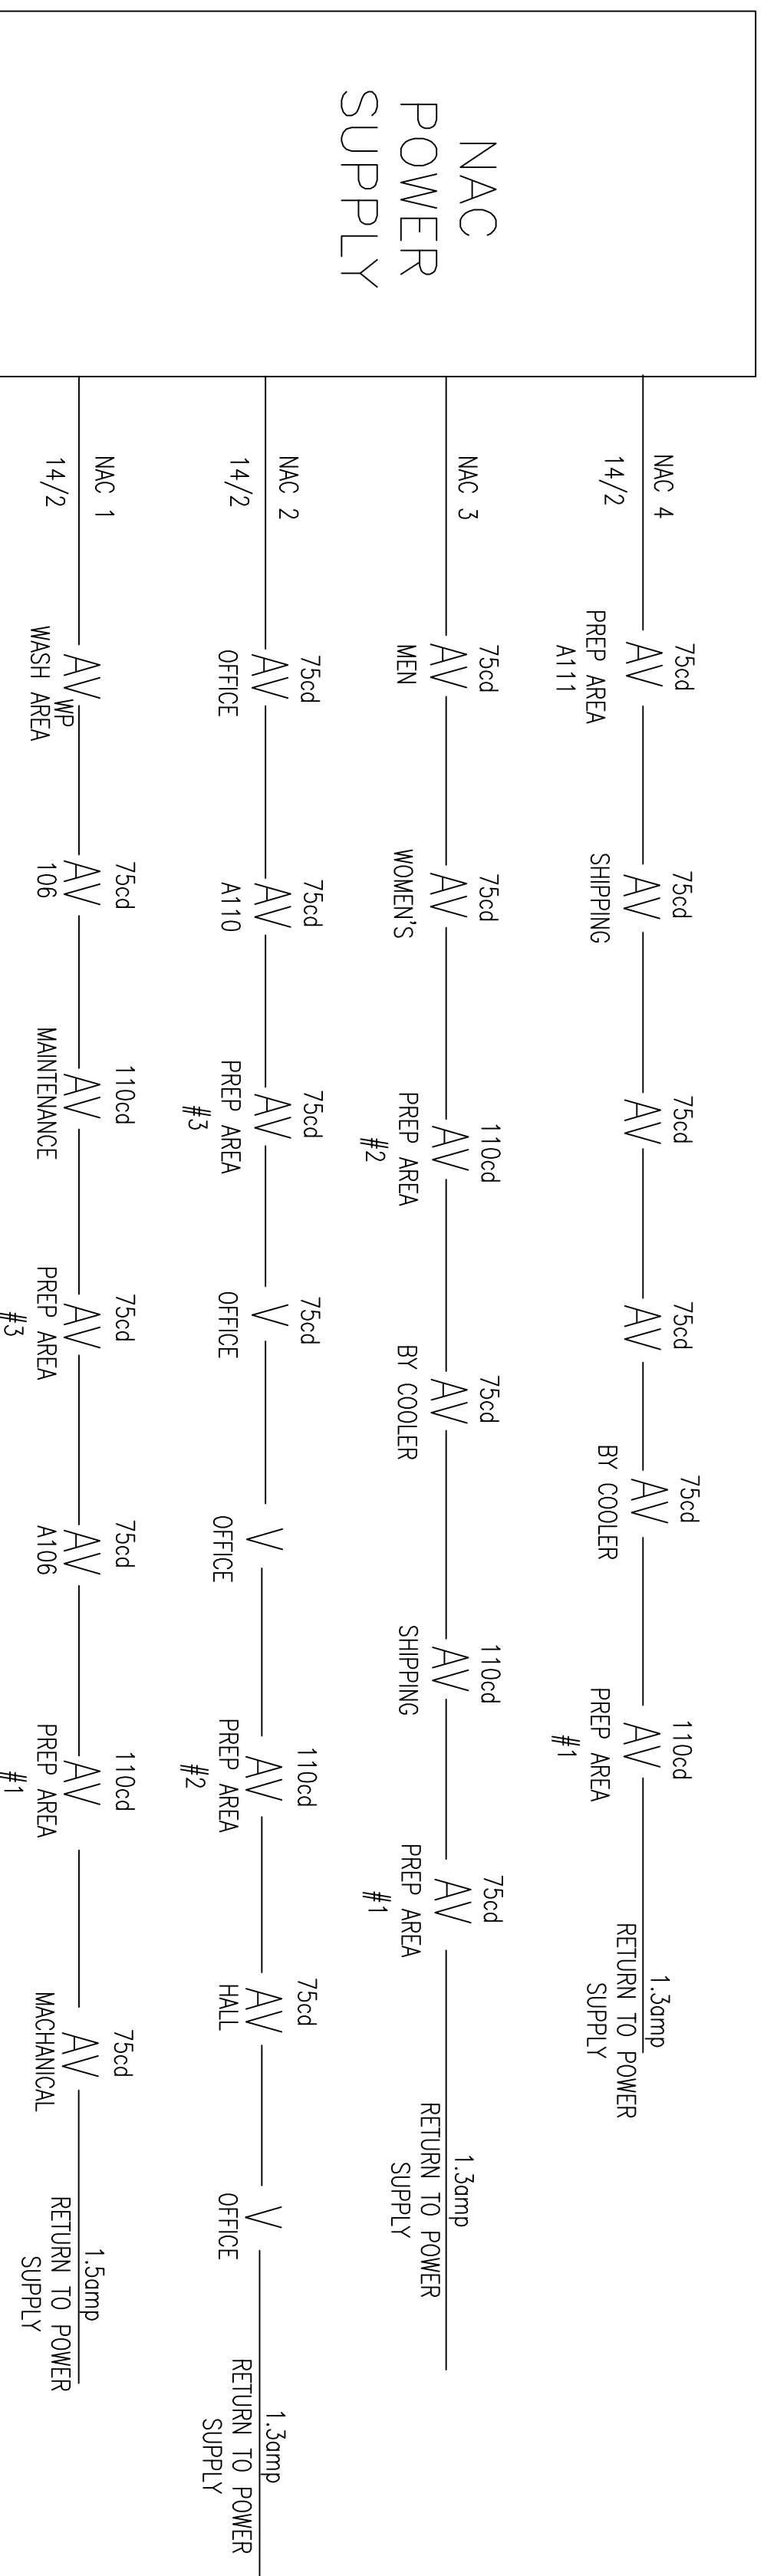 NAC
POWER
SUPPLY
NAC 4
14/2
75cd
AV
PREP AREA
A111
75cd
AV
SHIPPING
75cd
AV
75cd
AV
75cd
AV
BY COOLER
110cd
AV
PREP AREA
#1
1.3amp
RETURN TO POWER
SUPPLY
NAC 3
75cd
AV
MEN
75cd
AV
WOMEN'S
110cd
AV
PREP AREA
#2
75cd
AV
BY COOLER
110cd
AV
SHIPPING
75cd
AV
PREP AREA
#1
1.3amp
RETURN TO POWER
SUPPLY
NAC 2
14/2
75cd
AV
OFFICE
75cd
AV
A110
75cd
AV
PREP AREA
#3
75cd
V
OFFICE
V
OFFICE
110cd
AV
PREP AREA
#2
75cd
AV
HALL
V
OFFICE
1.3amp
RETURN TO POWER
SUPPLY
NAC 1
14/2
AV
WP
WASH AREA
75cd
AV
106
110cd
AV
MAINTENANCE
75cd
AV
PREP AREA
#3
75cd
AV
A106
110cd
AV
PREP AREA
#1
75cd
AV
MACHANICAL
1.5amp
RETURN TO POWER
SUPPLY